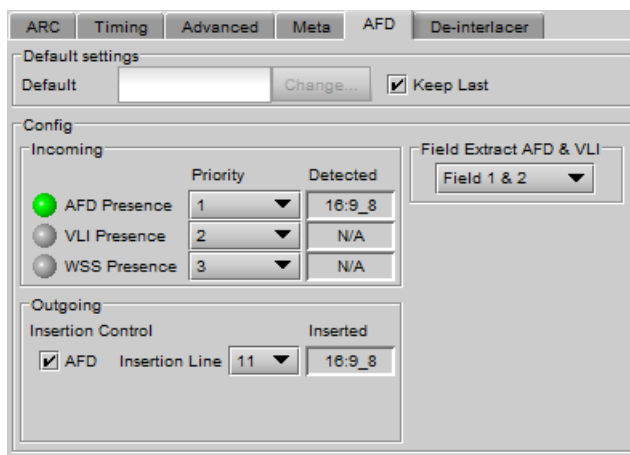 ARC Timing Advanced Meta AFD De-interlacer
Default settings
Default Change... Keep Last
Config
Incoming
Priority Detected
AFD Presence 1 16:9_8
VLI Presence 2 N/A
WSS Presence 3 N/A
Field Extract AFD & VLI
Field 1 & 2
Outgoing
Insertion Control Inserted
AFD Insertion Line 11 16:9_8